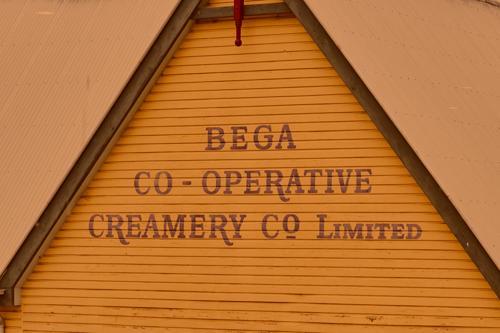 BEGA
CO-OPERATIVE
CREAMERY Cº LIMITED